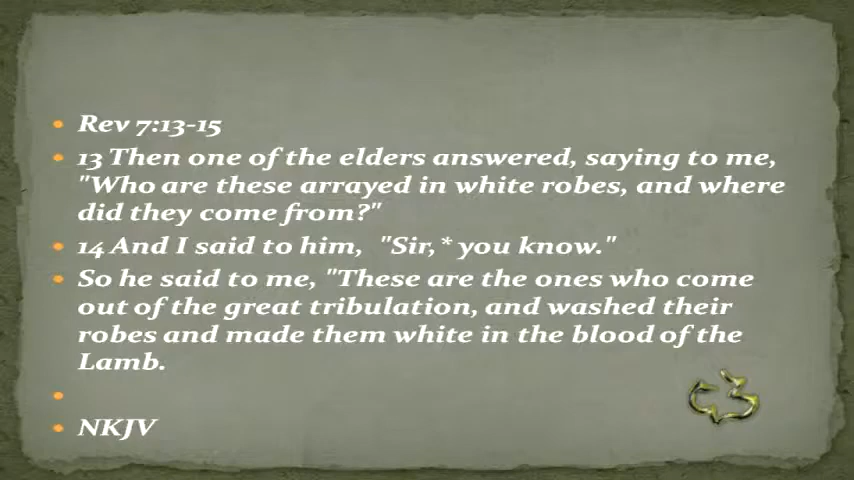 Rev 7:13-15
13 Then one of the elders answered, saying to me,
"Who are these arrayed in white robes, and where
did they come from?"
14 And I said to him,  "Sir,* you know."
So he said to me, "These are the ones who come
out of the great tribulation, and washed their
robes and made them white in the blood of the
Lamb.
NKJV